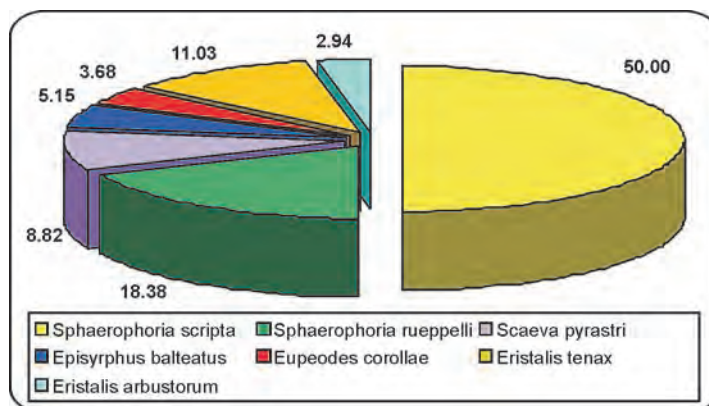 2.94
11.03
50.00
3.68
5.15
8.82
18.38
Sphaerophoria scripta Sphaerophoria rueppelli Scaeva pyrastri
Episyrphus balteatus Eupeodes corollae Eristalis tenax
Eristalis arbustorum